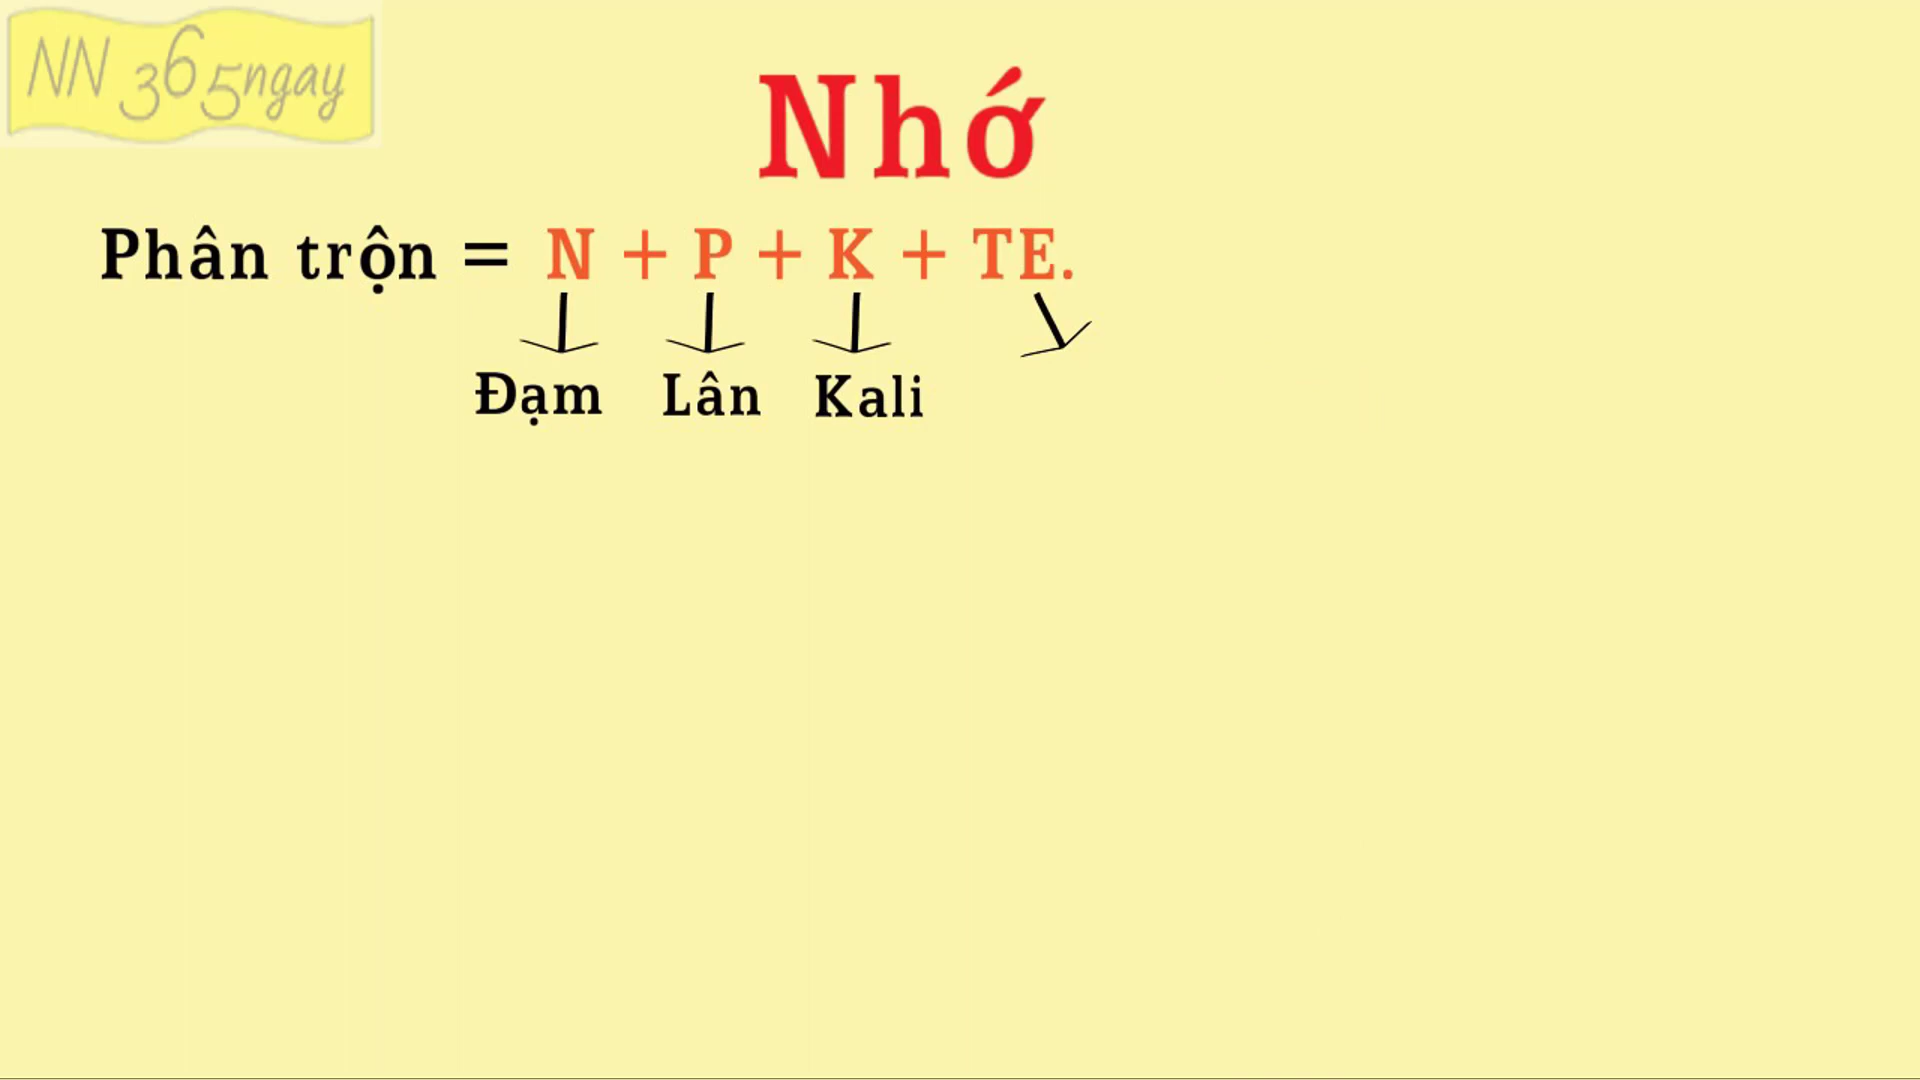 NN 365ngay
Nhớ
Phân trộn = N + P + K + TE.
Đạm Lân Kali